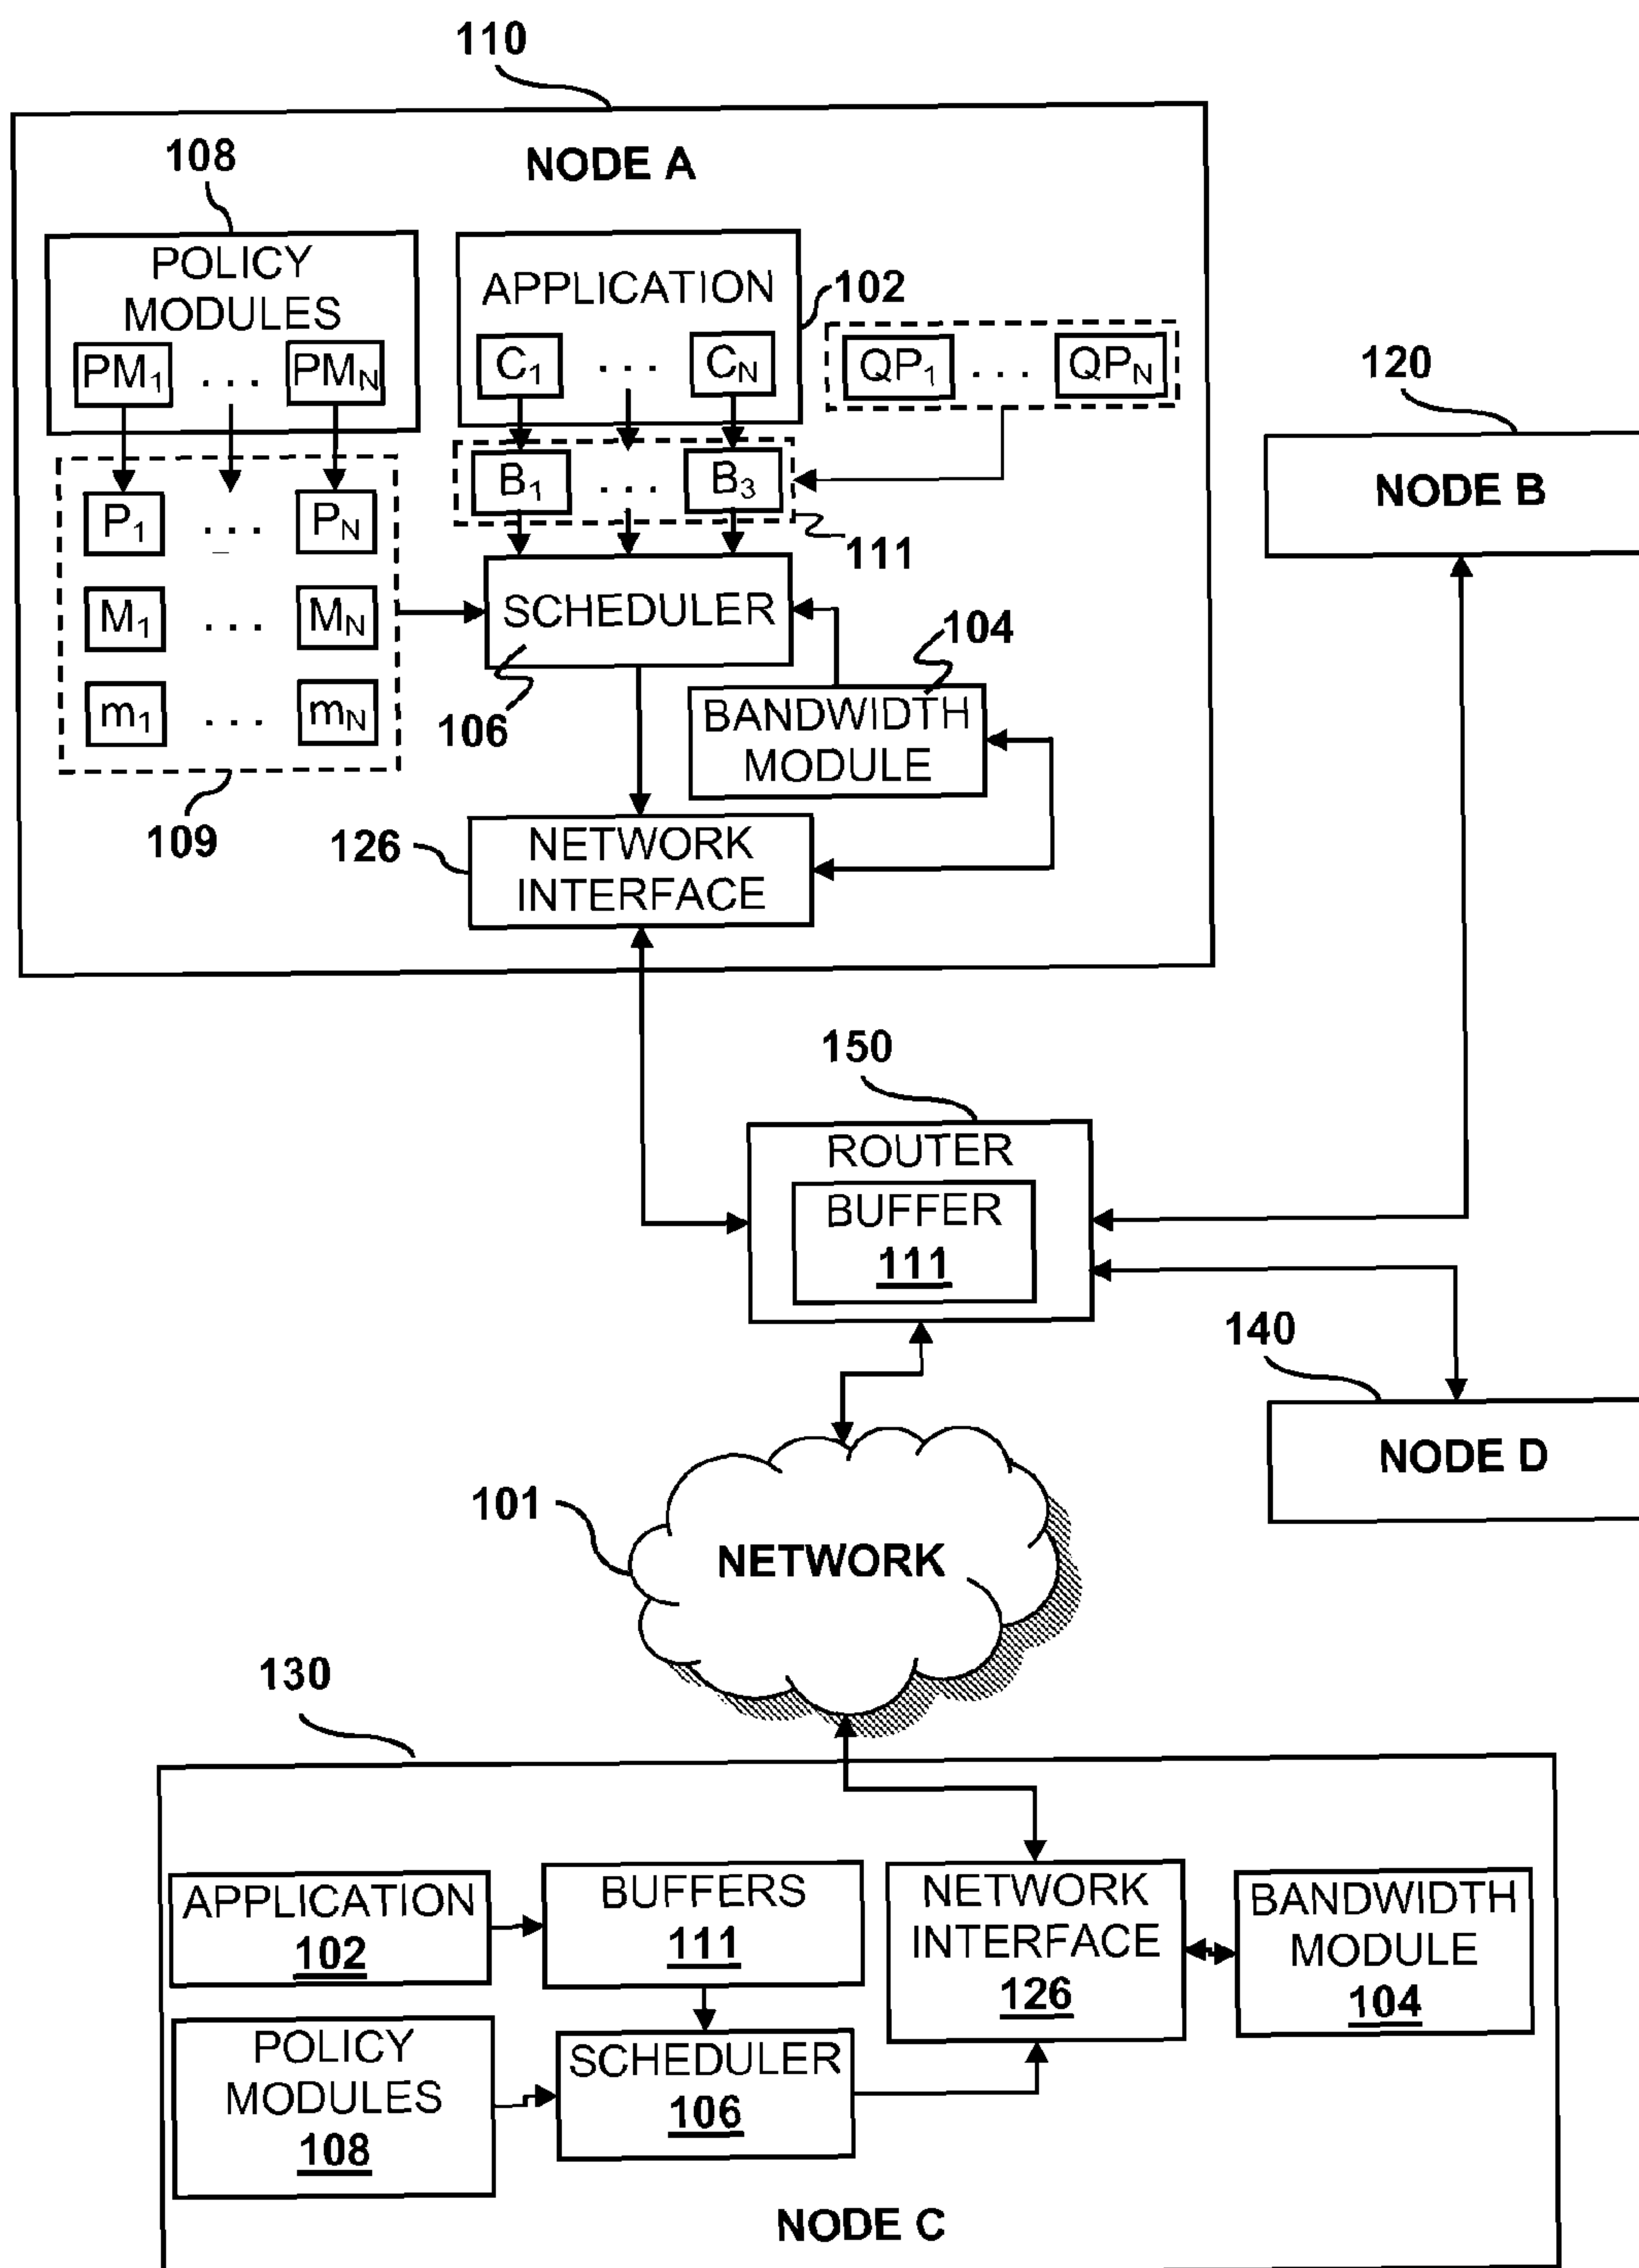 110
NODE A
108
POLICY
MODULES
PM1 ... PMN
APPLICATION
102
C1 ... CN
QP1 ... QPN
B1 ... B3
111
P1 ... PN
M1 ... MN
m1 ... mN
109
SCHEDULER
106
104
BANDWIDTH
MODULE
126
NETWORK
INTERFACE
120
NODE B
150
ROUTER
BUFFER
111
140
NODE D
101
NETWORK
130
APPLICATION
102
BUFFERS
111
NETWORK
INTERFACE
126
BANDWIDTH
MODULE
104
POLICY
MODULES
108
SCHEDULER
106
NODE C